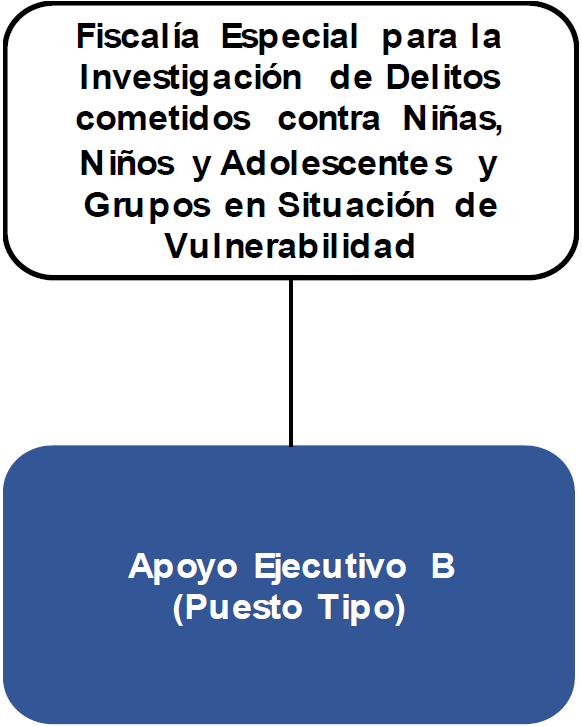 Fiscalía Especial para la
Investigación de Delitos
cometidos contra Niñas,
Niños y Adolescentes y
Grupos en Situación de
Vulnerabilidad
Apoyo Ejecutivo B
(Puesto Tipo)